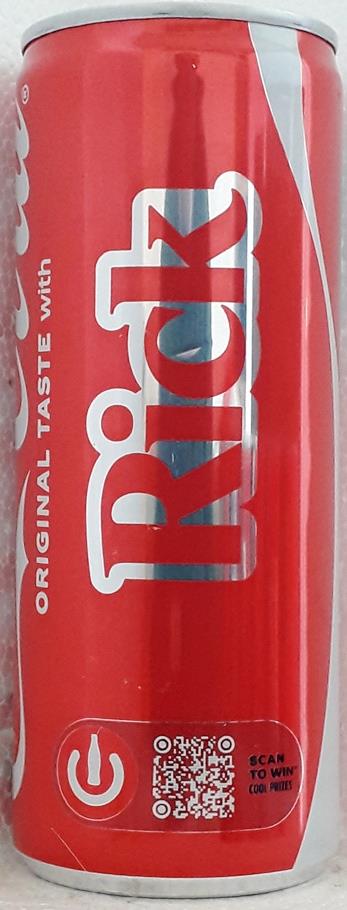 ORIGINAL TASTE with
Rick
SCAN
TO WIN
COOL PRIZES